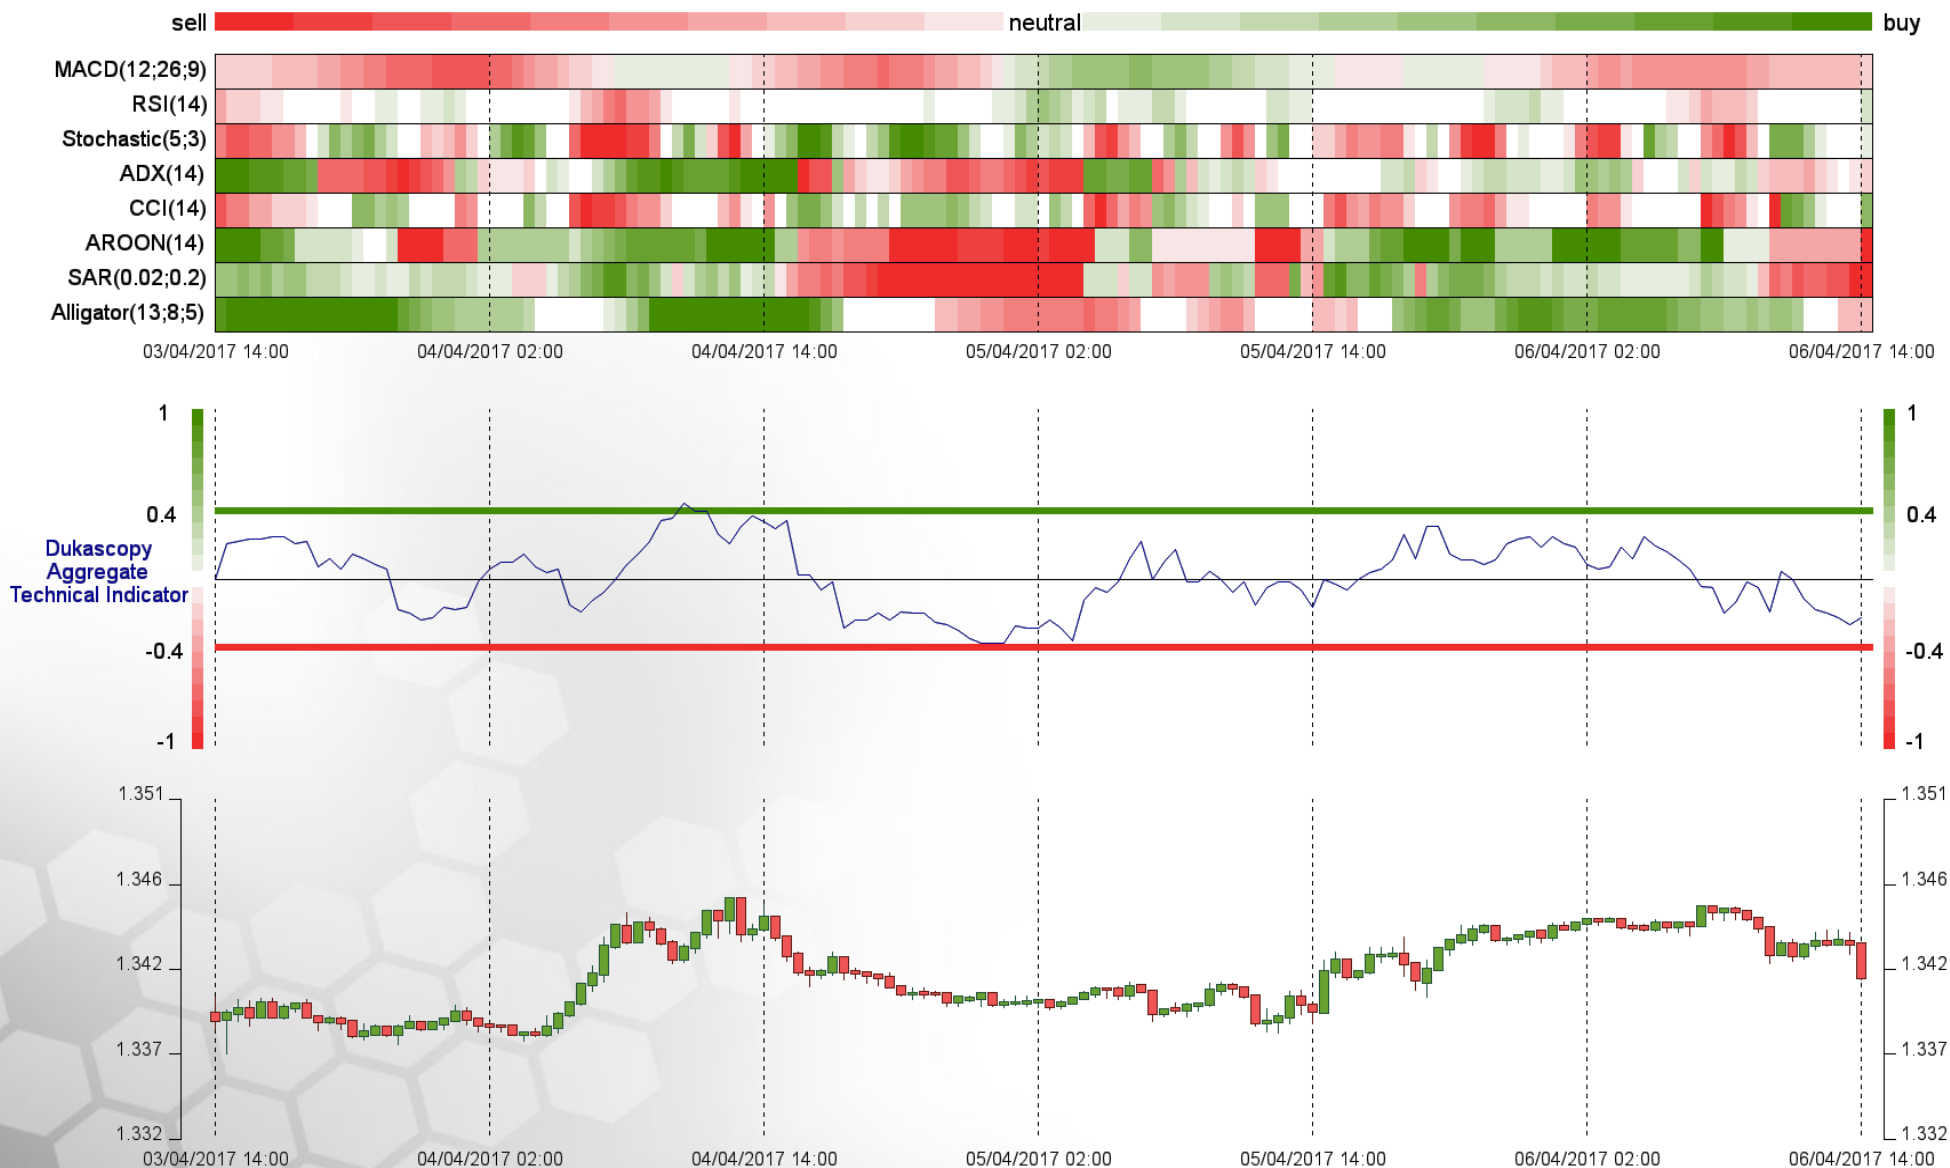 sell neutral buy
MACD(12;26;9)
RSI(14)
Stochastic(5;3)
ADX(14)
CCI(14)
AROON(14)
SAR(0.02;0.2)
Alligator(13;8;5)
03/04/2017 14:00 04/04/2017 02:00 04/04/2017 14:00 05/04/2017 02:00 05/04/2017 14:00 06/04/2017 02:00 06/04/2017 14:00
1 1
0.4 0.4
Dukascopy
Aggregate
Technical Indicator
-0.4 -0.4
-1 -1
1.351 1.351
1.346 1.346
1.342 1.342
1.337 1.337
1.332 1.332
03/04/2017 14:00 04/04/2017 02:00 04/04/2017 14:00 05/04/2017 02:00 05/04/2017 14:00 06/04/2017 02:00 06/04/2017 14:00